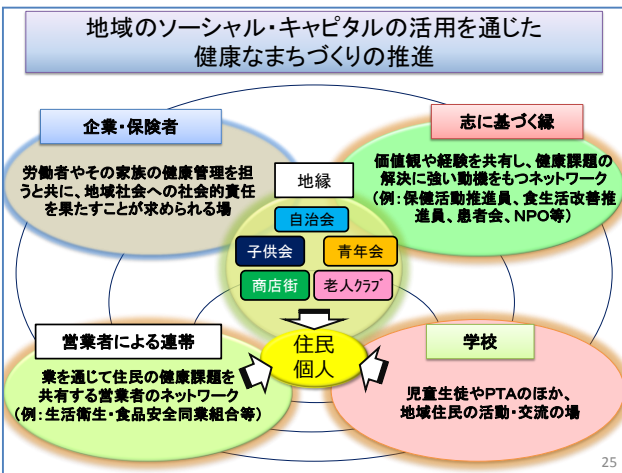 地域のソーシャル・キャピタルの活用を通じた
健康なまちづくりの推進
企業・保険者
労働者やその家族の健康管理を担
うと共に、地域社会への社会的責任
を果たすことが求められる場
志に基づく縁
価値観や経験を共有し、健康課題の
解決に強い動機をもつネットワーク
(例:保健活動推進員、食生活改善推
進員、患者会、NPO等)
地縁
自治会
子供会
青年会
商店街
老人クラブ
住民
個人
営業者による連帯
業を通じて住民の健康課題を
共有する営業者のネットワーク
(例:生活衛生・食品安全同業組合等)
学校
児童生徒やPTAのほか、
地域住民の活動・交流の場
25